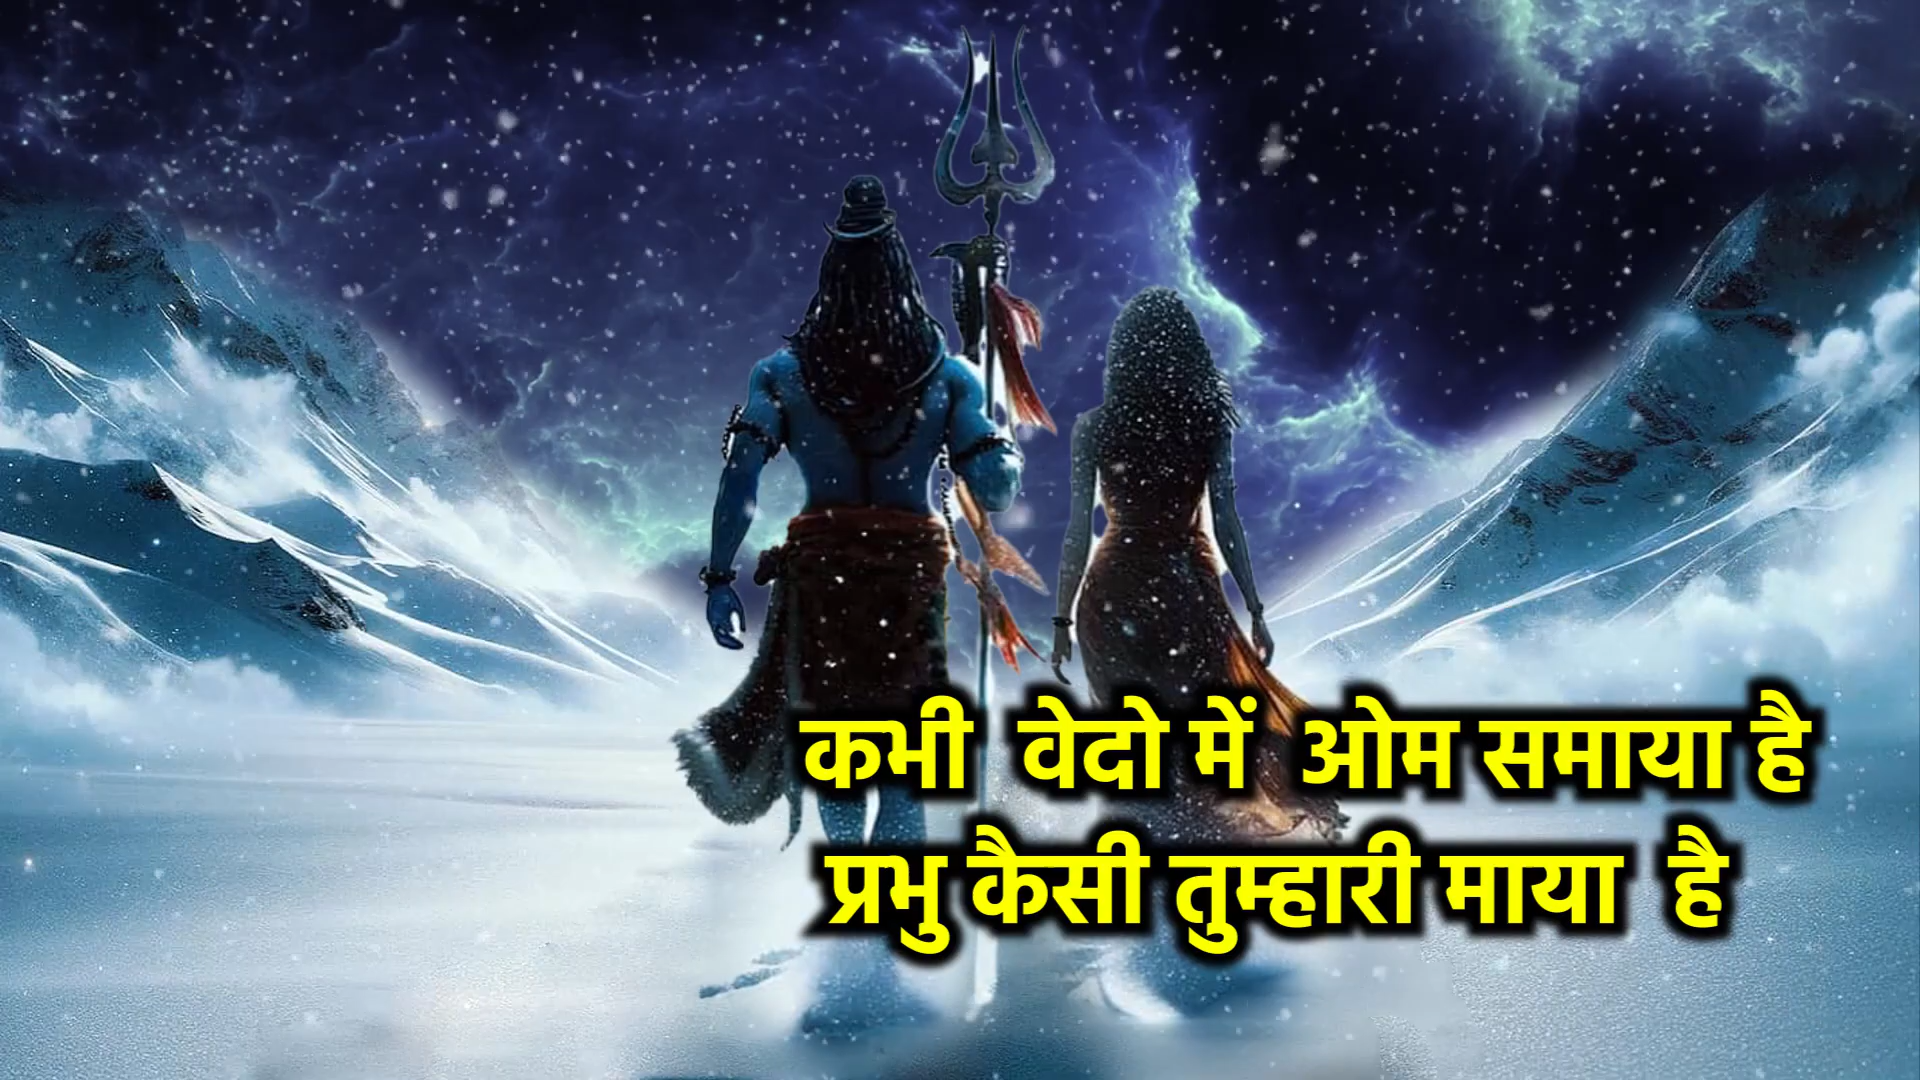 कभी वेदो में ओम समाया है
प्रभु कैसी तुम्हारी माया है